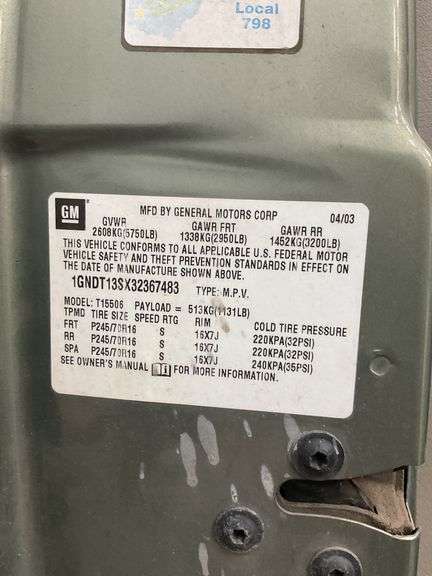 Local
798
GM
MFD BY GENERAL MOTORS CORP 04/03
GVWR GAWR FRT GAWR RR
2608KG(5750LB) 1338KG(2950LB) 1452KG(3200LB)
THIS VEHICLE CONFORMS TO ALL APPLICABLE U.S. FEDERAL MOTOR
VEHICLE SAFETY AND THEFT PREVENTION STANDARDS IN EFFECT ON
THE DATE OF MANUFACTURE SHOWN ABOVE.
1GNDT13SX32367483 TYPE: M.P.V.
MODEL: T15506 PAYLOAD = 513KG(1131LB)
TPMD TIRE SIZE SPEED RTG RIM COLD TIRE PRESSURE
FRT P245/70R16 S 16X7J 220KPA(32PSI)
RR P245/70R16 S 16X7J 220KPA(32PSI)
SPA P245/70R16 S 16X7J 240KPA(35PSI)
SEE OWNER'S MANUAL FOR MORE INFORMATION.